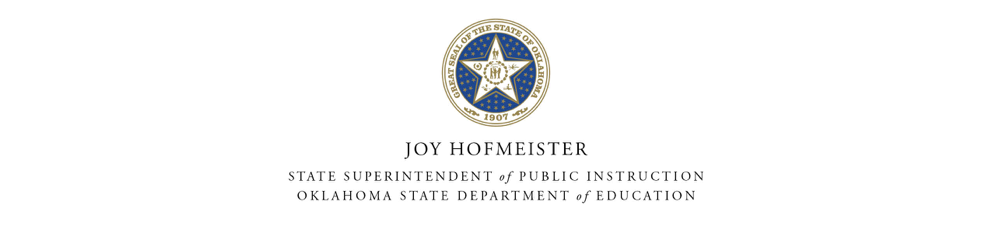 GREAT SEAL OF THE STATE OF OKLAHOMA
1907
JOY HOFMEISTER
STATE SUPERINTENDENT of PUBLIC INSTRUCTION
OKLAHOMA STATE DEPARTMENT of EDUCATION